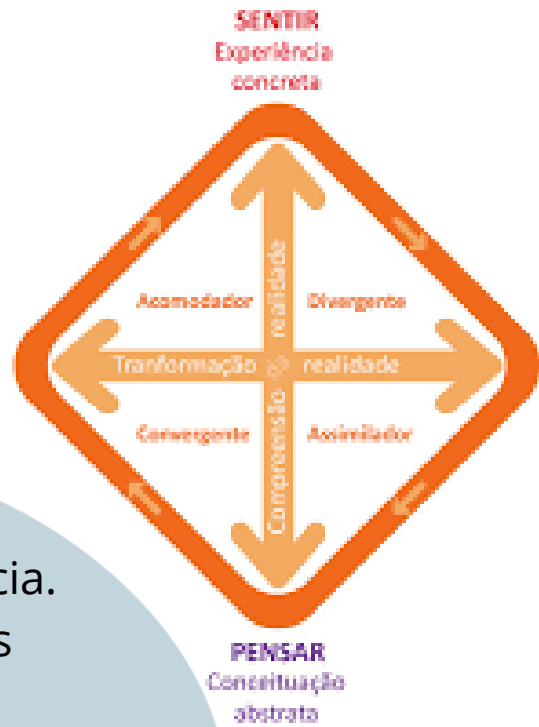 SENTIR
Experiência
concreta
realidade
Acomodador
Divergente
Tranformação
realidade
Convergente
Assimilador
Compreensão
cia.
s
PENSAR
Conceituação
abstrata